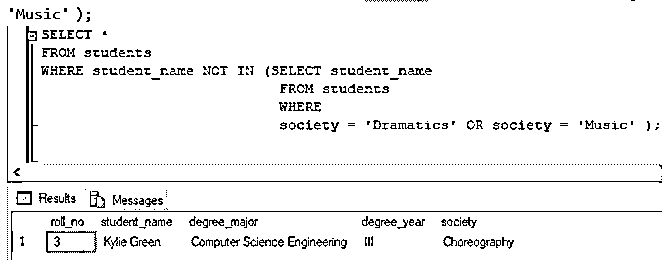 'Music' );
SELECT *
FROM students
WHERE student_name NOT IN (SELECT student_name
FROM students
WHERE
society = 'Dramatics' OR society = 'Music' );
Results Messages
roll_no student_name degree_major degree_year society
1 3 Kylie Green Computer Science Engineering III Choreography